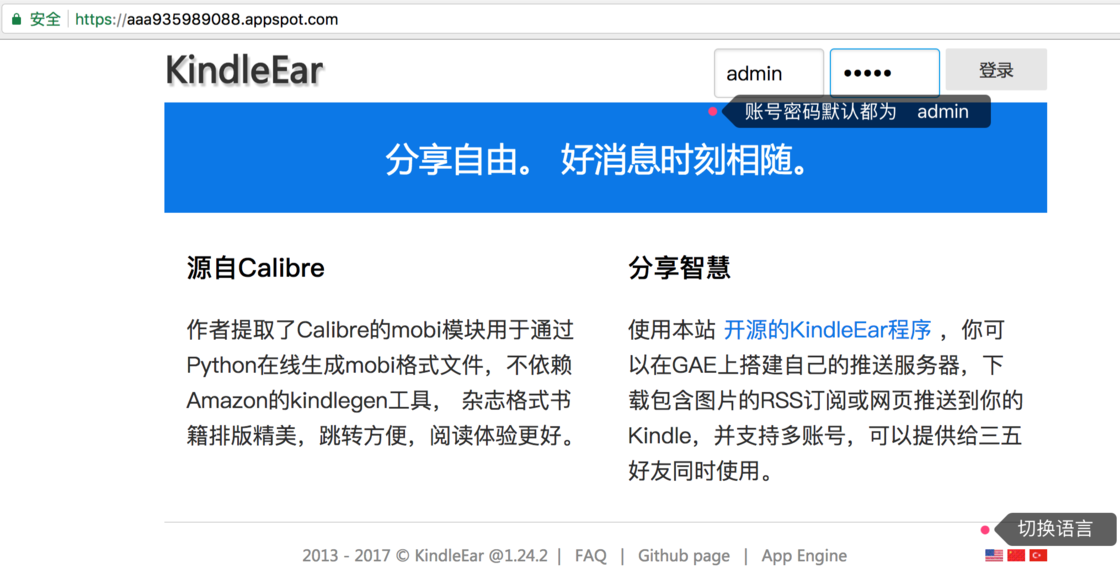 安全 https://aaa935989088.appspot.com
KindleEar admin ••••• 登录
账号密码默认都为 admin
分享自由。 好消息时刻相随。
源自Calibre
作者提取了Calibre的mobi模块用于通过
Python在线生成mobi格式文件，不依赖
Amazon的kindlegen工具， 杂志格式书
籍排版精美，跳转方便，阅读体验更好。
分享智慧
使用本站 开源的KindleEar程序 ，你可
以在GAE上搭建自己的推送服务器，下
载包含图片的RSS订阅或网页推送到你的
Kindle，并支持多账号，可以提供给三五
好友同时使用。
切换语言
2013 - 2017 © KindleEar @1.24.2 | FAQ | Github page | App Engine